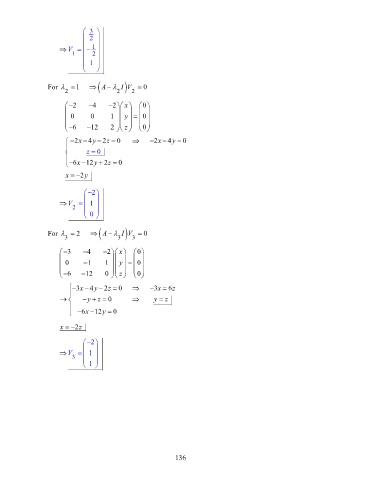 ⇒ V₁ = ( 3/2 ; −1/2 ; 1 )
For λ₂ = 1 ⇒ (A − λ₂ I) V₂ = 0
( −2 −4 −2 ; 0 0 1 ; −6 −12 2 ) ( x ; y ; z ) = ( 0 ; 0 ; 0 )
−2x − 4y − 2z = 0 ⇒ −2x − 4y = 0
z = 0
−6x − 12y + 2z = 0
x = −2y
⇒ V₂ = ( −2 ; 1 ; 0 )
For λ₃ = 2 ⇒ (A − λ₃ I) V₃ = 0
( −3 −4 −2 ; 0 −1 1 ; −6 −12 0 ) ( x ; y ; z ) = ( 0 ; 0 ; 0 )
−3x − 4y − 2z = 0 ⇒ −3x = 6z
→ { −y + z = 0 ⇒ y = z
−6x − 12y = 0
x = −2z
⇒ V₃ = ( −2 ; 1 ; 1 )
136